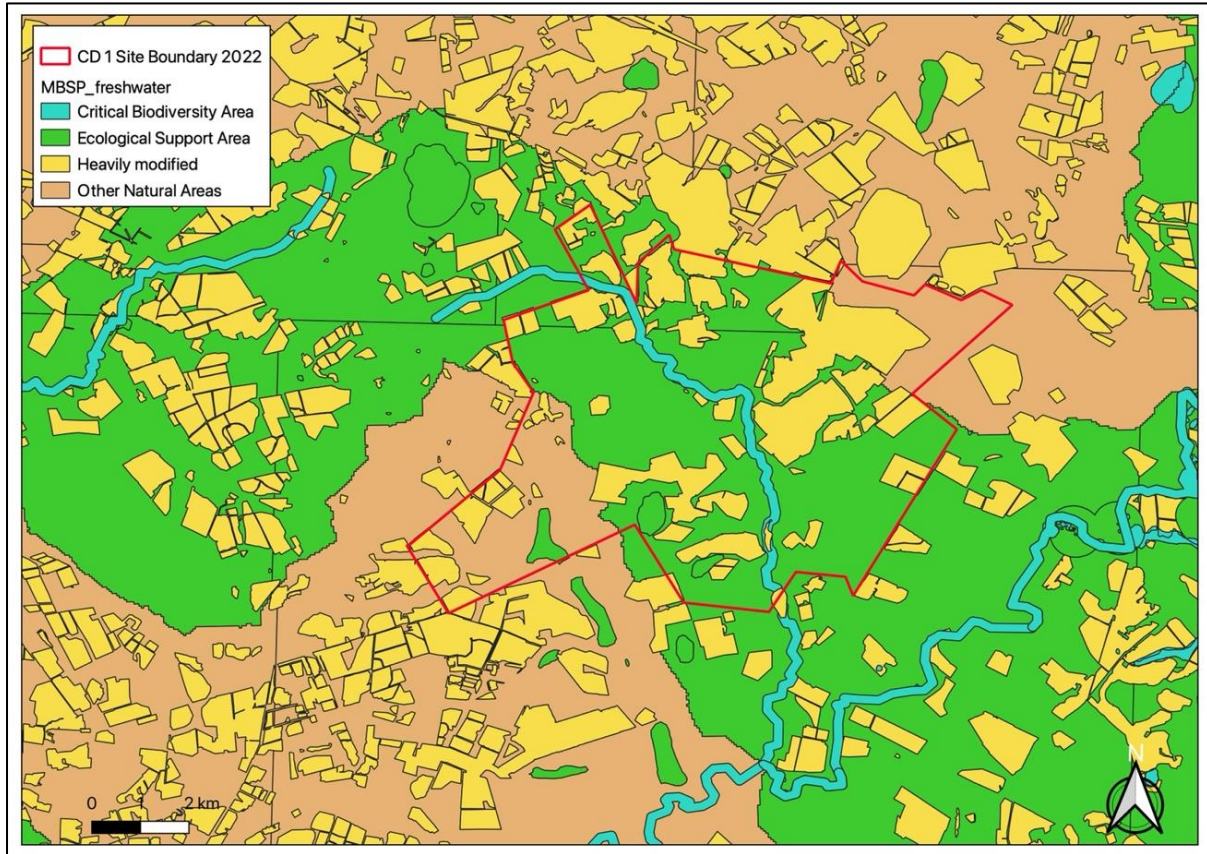 CD 1 Site Boundary 2022
MBSP_freshwater
Critical Biodiversity Area
Ecological Support Area
Heavily modified
Other Natural Areas
N
0 1 2 km